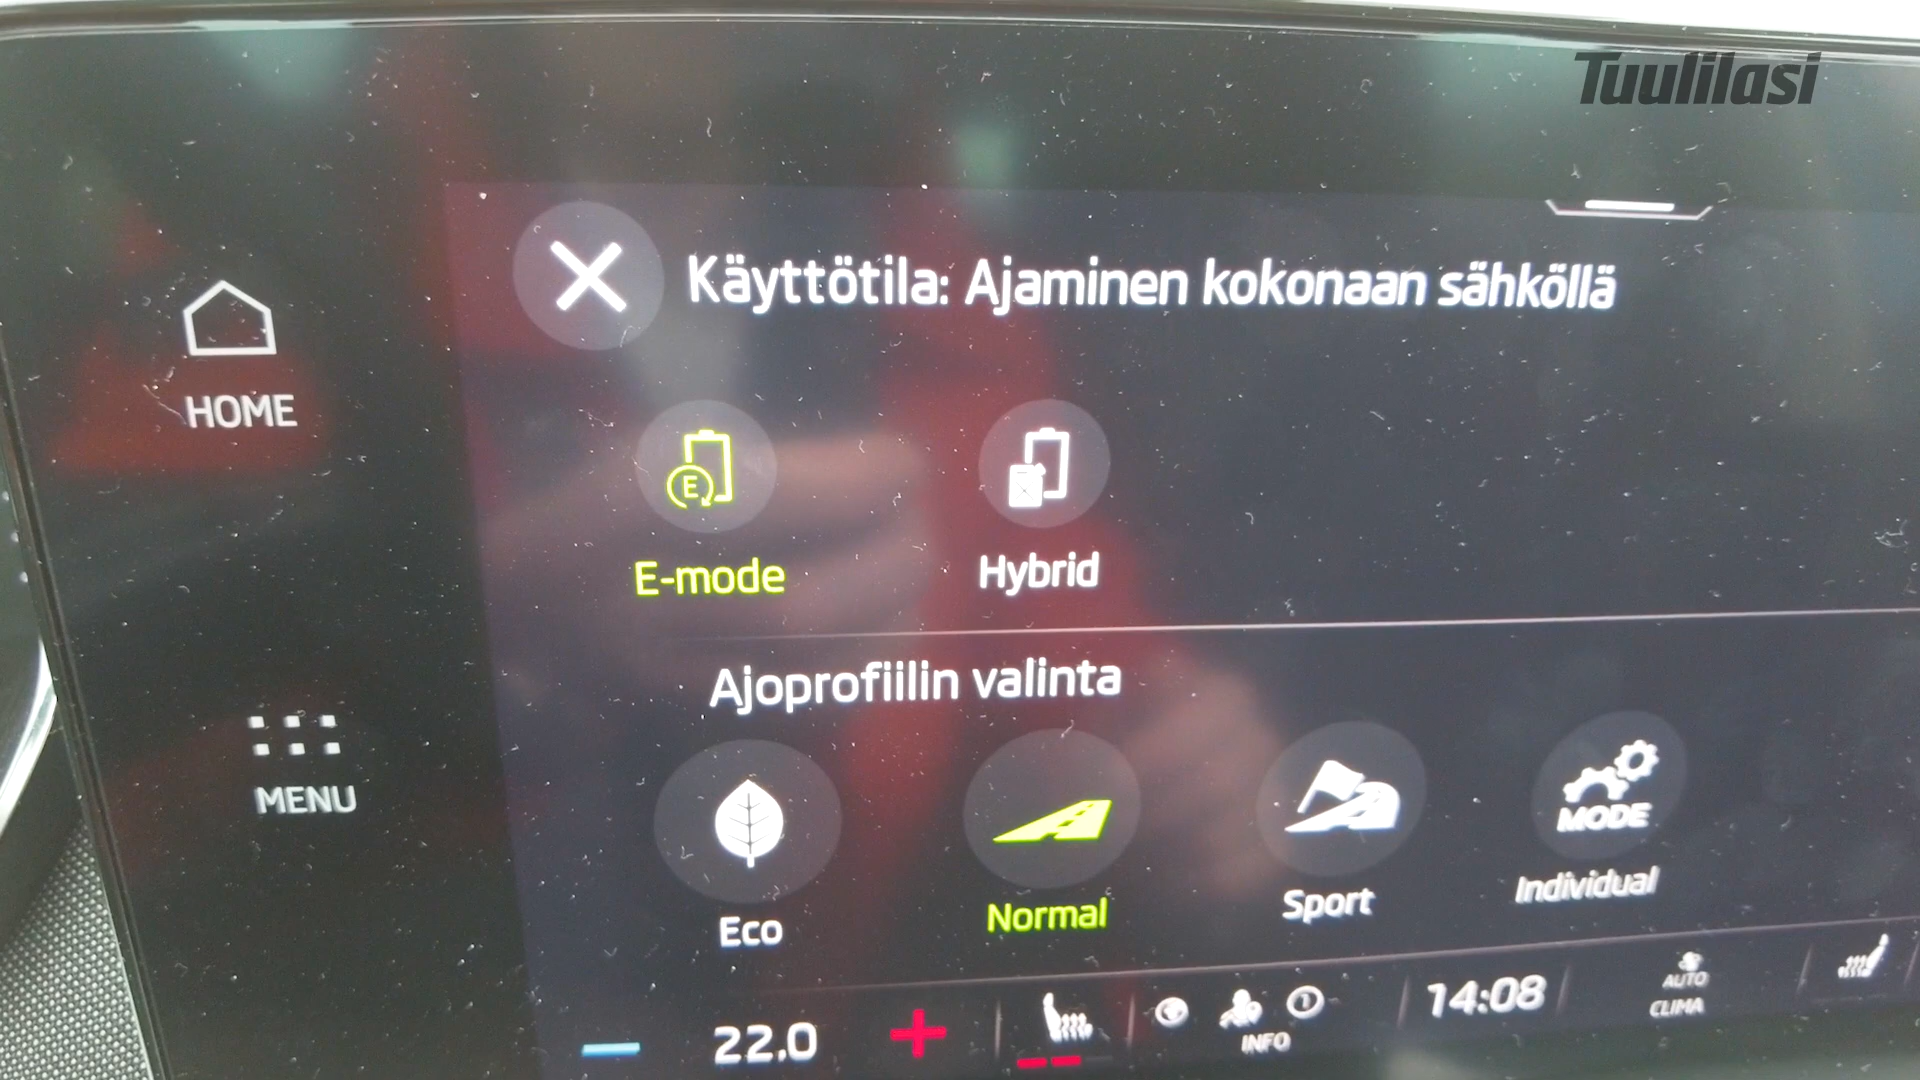 Tuulilasi
Käyttötila: Ajaminen kokonaan sähköllä
HOME
E
E-mode
Hybrid
Ajoprofiilin valinta
MENU
MODE
Eco
Normal
Sport
Individual
22.0
INFO
14:08
AUTO
CLIMA